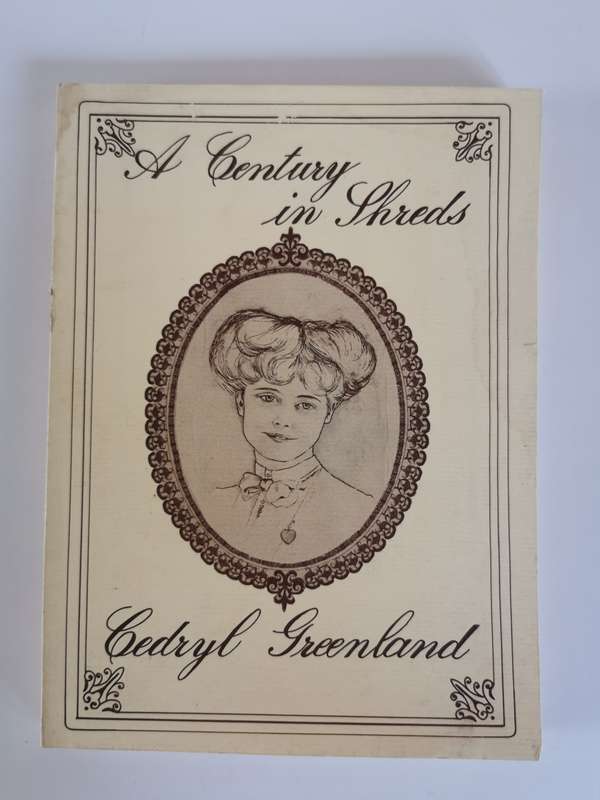 A Century
in Shreds
Cedryl Greenland